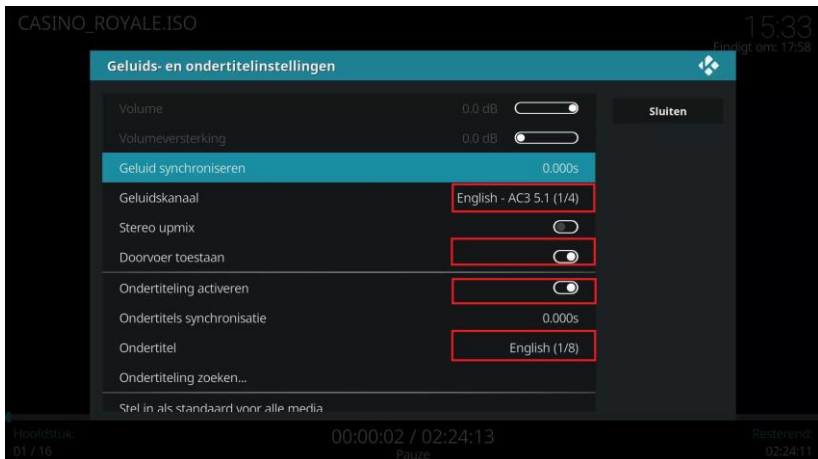 CASINO_ROYALE.ISO
15:33
Eindigt om: 17:58
Geluids- en ondertitelinstellingen
Volume 0.0 dB
Sluiten
Volumeversterking 0.0 dB
Geluid synchroniseren 0.000s
Geluidskanaal English - AC3 5.1 (1/4)
Stereo upmix
Doorvoer toestaan
Ondertiteling activeren
Ondertitels synchronisatie 0.000s
Ondertitel English (1/8)
Ondertiteling zoeken...
Stel in als standaard voor alle media
Hoofdstuk: 00:00:02 / 02:24:13 Resterend:
01 / 16 Pauze 02:24:11